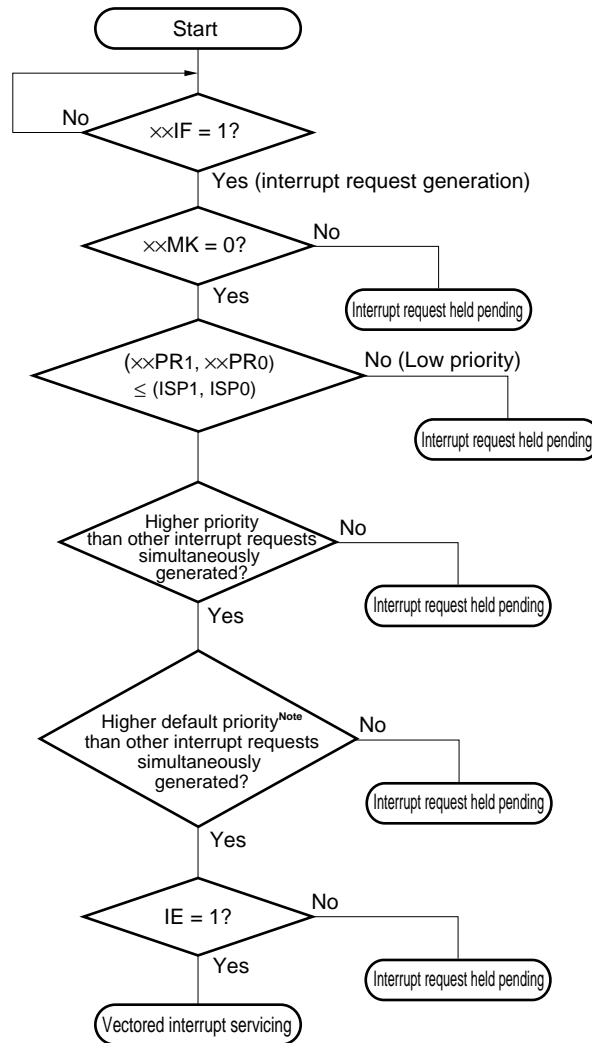 Start
No
××IF = 1?
Yes (interrupt request generation)
No
××MK = 0?
Yes
Interrupt request held pending
(××PR1, ××PR0)
≤ (ISP1, ISP0)
No (Low priority)
Interrupt request held pending
Higher priority
than other interrupt requests
simultaneously
generated?
No
Interrupt request held pending
Yes
Higher default priorityNote
than other interrupt requests
simultaneously
generated?
No
Interrupt request held pending
Yes
IE = 1?
No
Interrupt request held pending
Yes
Vectored interrupt servicing